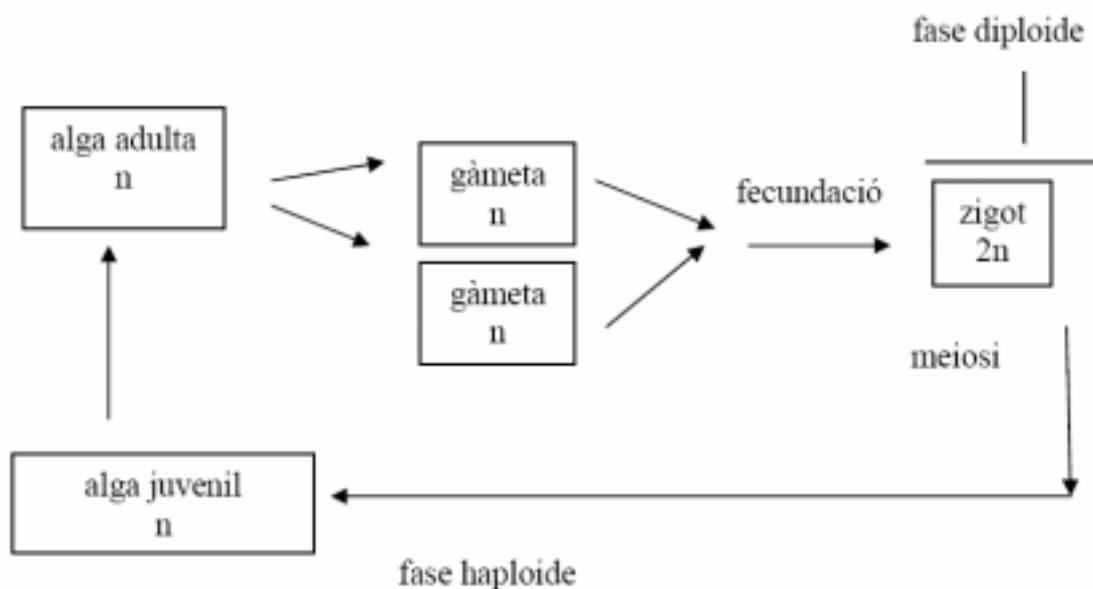 fase diploide
alga adulta
n
gàmeta
n
fecundació
zigot
2n
gàmeta
n
meiosi
alga juvenil
n
fase haploide